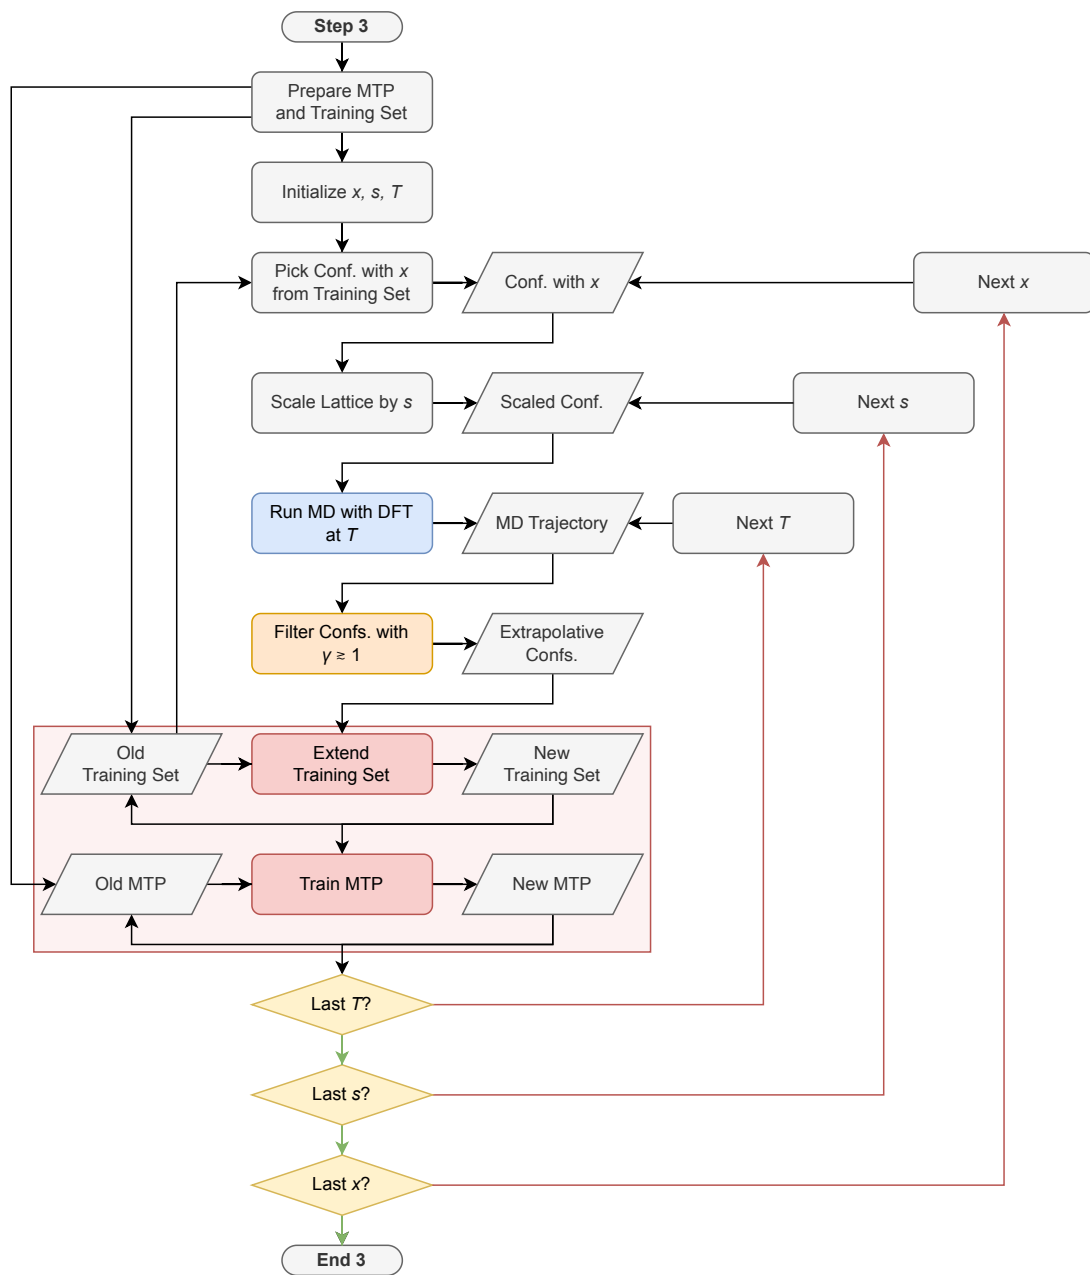 Step 3
Prepare MTP
and Training Set
Initialize x, s, T
Pick Conf. with x
from Training Set
Conf. with x
Next x
Scale Lattice by s
Scaled Conf.
Next s
Run MD with DFT
at T
MD Trajectory
Next T
Filter Confs. with
γ ≳ 1
Extrapolative
Confs.
Old
Training Set
Extend
Training Set
New
Training Set
Old MTP
Train MTP
New MTP
Last T?
Last s?
Last x?
End 3